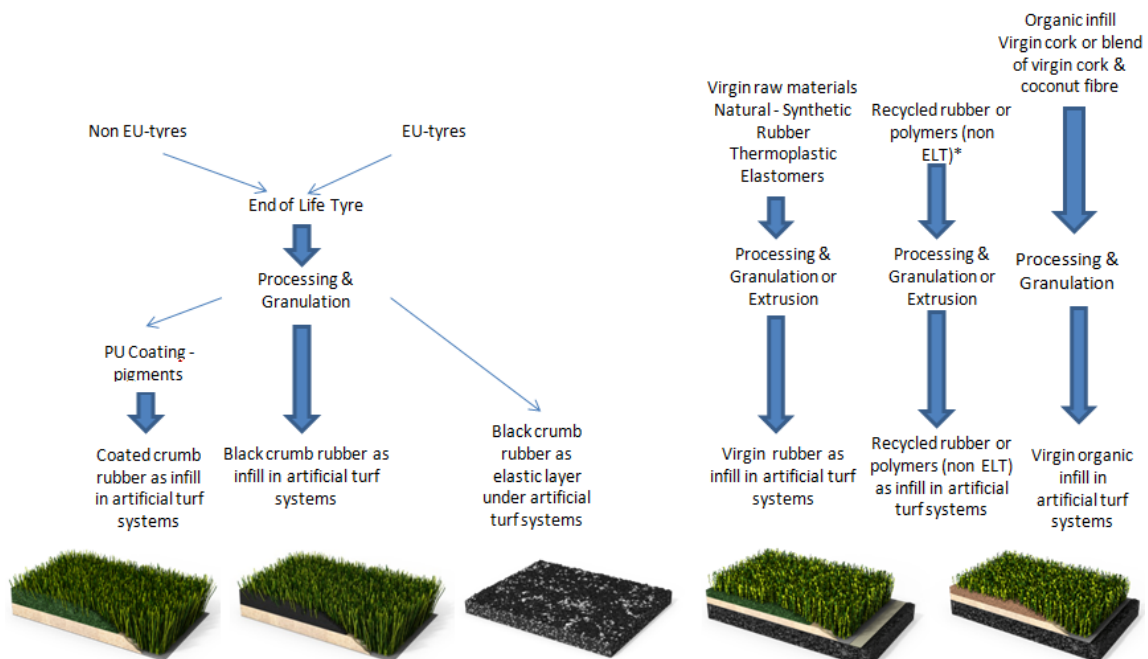 Non EU-tyres
EU-tyres
End of Life Tyre
Processing &
Granulation
PU Coating -
pigments
Coated crumb
rubber as infill
in artificial turf
systems
Black crumb rubber as
infill in artificial turf
systems
Black crumb
rubber as
elastic layer
under artificial
turf systems
Virgin raw materials
Natural - Synthetic
Rubber
Thermoplastic
Elastomers
Processing &
Granulation or
Extrusion
Virgin rubber as
infill in artificial turf
systems
Recycled rubber or
polymers (non
ELT)*
Processing &
Granulation or
Extrusion
Recycled rubber or
polymers (non ELT)
as infill in artificial
turf systems
Organic infill
Virgin cork or blend
of virgin cork &
coconut fibre
Processing &
Granulation
Virgin organic
infill in
artificial turf
systems